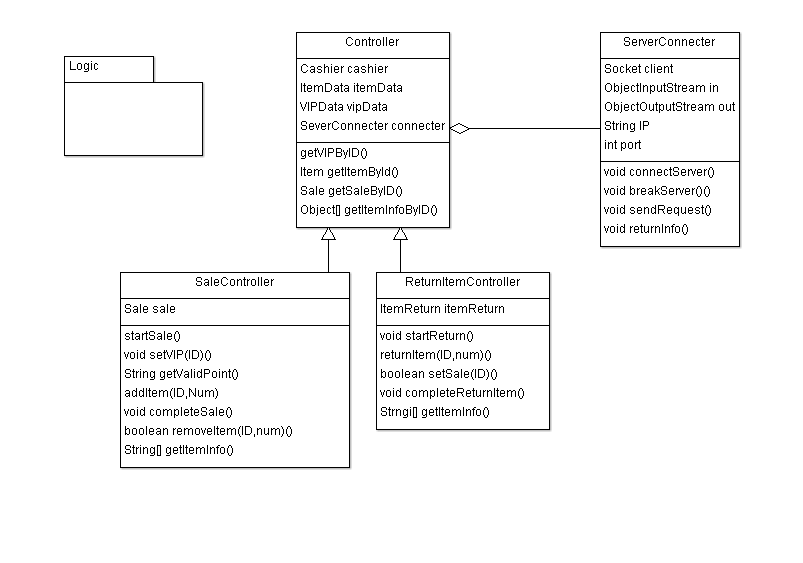 Logic
Controller
Cashier cashier
ItemData itemData
VIPData vipData
SeverConnecter connecter
getVIPByID()
Item getItemById()
Sale getSaleByID()
Object[] getItemInfoByID()
ServerConnecter
Socket client
ObjectInputStream in
ObjectOutputStream out
String IP
int port
void connectServer()
void breakServer()()
void sendRequest()
void returnInfo()
SaleController
Sale sale
startSale()
void setVIP(ID)()
String getValidPoint()
addItem(ID,Num)
void completeSale()
boolean removeItem(ID,num)()
String[] getItemInfo()
ReturnItemController
ItemReturn itemReturn
void startReturn()
returnItem(ID,num)()
boolean setSale(ID)()
void completeReturnItem()
Strngi[] getItemInfo()